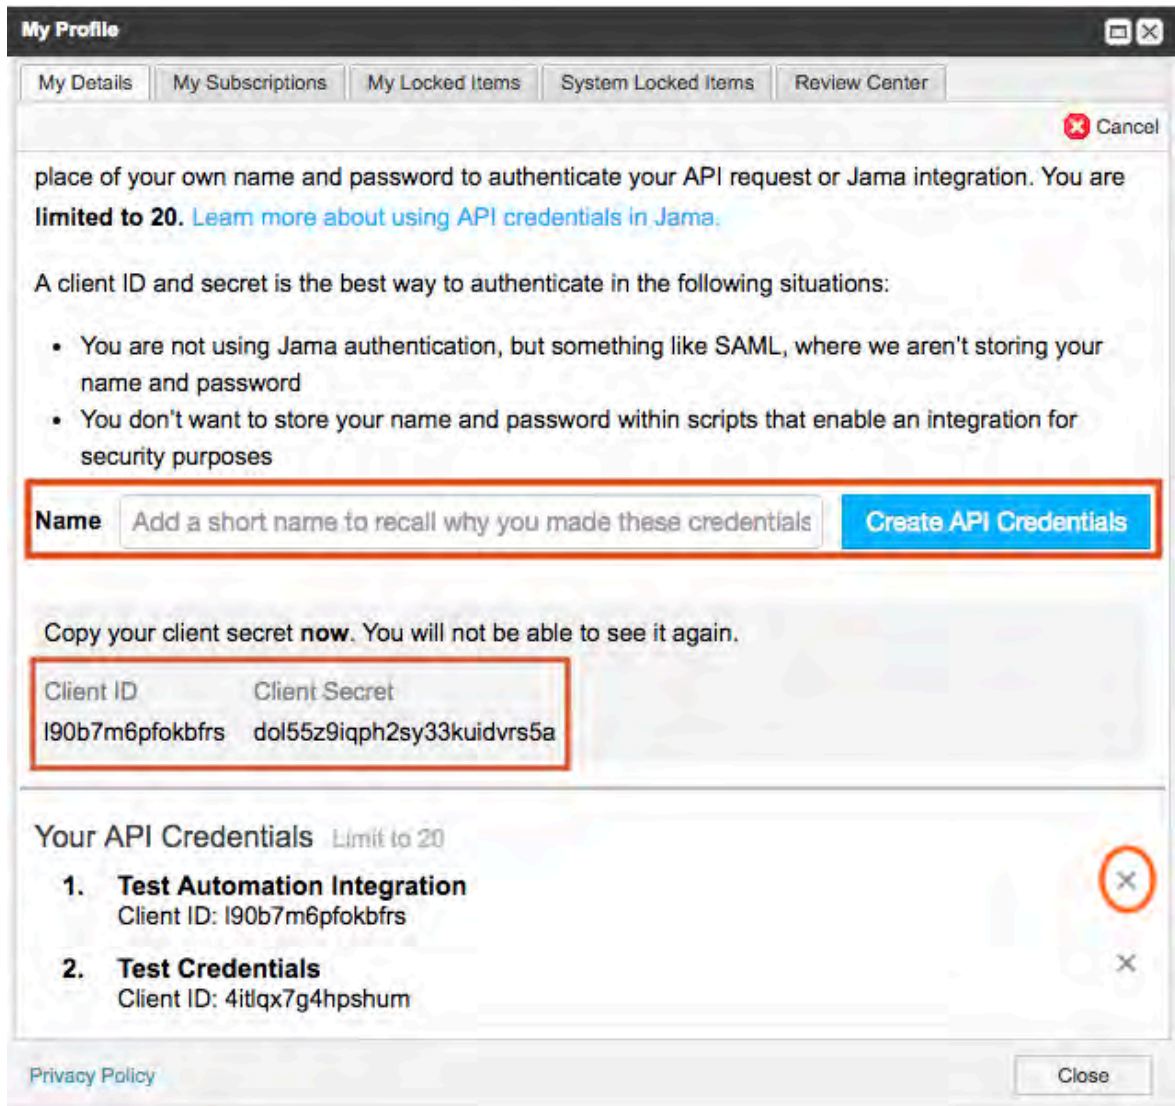 My Profile
My Details My Subscriptions My Locked Items System Locked Items Review Center
Cancel
place of your own name and password to authenticate your API request or Jama integration. You are
limited to 20. Learn more about using API credentials in Jama.
A client ID and secret is the best way to authenticate in the following situations:
• You are not using Jama authentication, but something like SAML, where we aren't storing your
name and password
• You don't want to store your name and password within scripts that enable an integration for
security purposes
Name Add a short name to recall why you made these credentials Create API Credentials
Copy your client secret now. You will not be able to see it again.
Client ID Client Secret
l90b7m6pfokbfrs dol55z9iqph2sy33kuidvrs5a
Your API Credentials Limit to 20
1. Test Automation Integration
Client ID: l90b7m6pfokbfrs
2. Test Credentials
Client ID: 4itlqx7g4hpshum
Privacy Policy Close